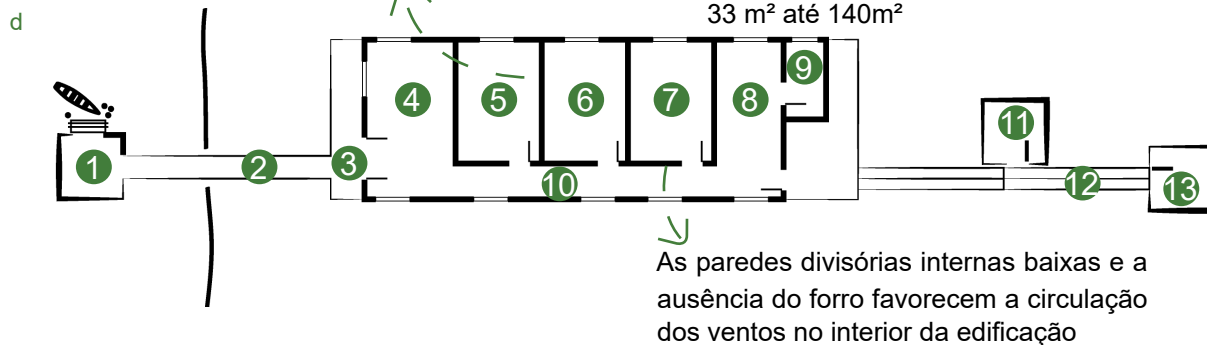 d
33 m² até 140m²
9
4
5
6
7
8
11
1
2
3
10
12
13
As paredes divisórias internas baixas e a
ausência do forro favorecem a circulação
dos ventos no interior da edificação